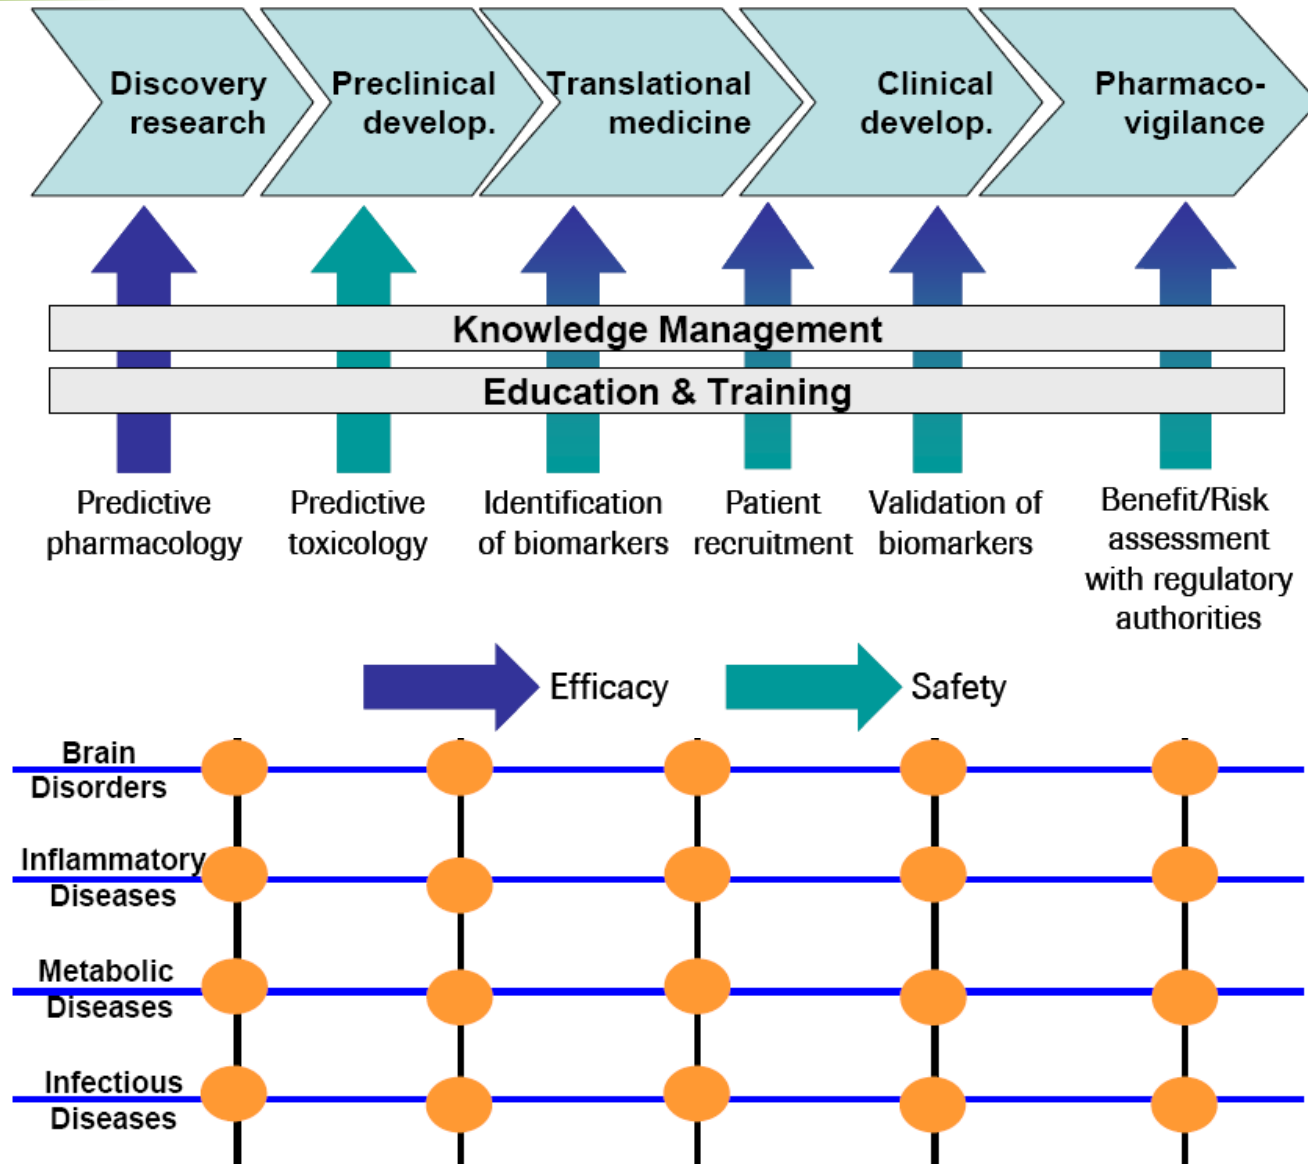 Discovery
research
Preclinical
develop.
Translational
medicine
Clinical
develop.
Pharmaco-
vigilance
Knowledge Management
Education & Training
Predictive
pharmacology
Predictive
toxicology
Identification
of biomarkers
Patient
recruitment
Validation of
biomarkers
Benefit/Risk
assessment
with regulatory
authorities
Efficacy
Safety
Brain
Disorders
Inflammatory
Diseases
Metabolic
Diseases
Infectious
Diseases